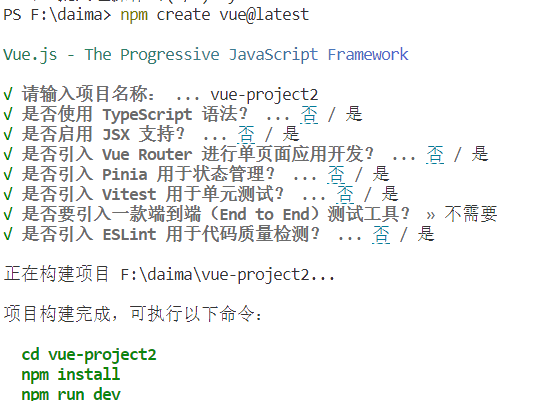 PS F:\daima> npm create vue@latest
Vue.js - The Progressive JavaScript Framework
√ 请输入项目名称： ... vue-project2
√ 是否使用 TypeScript 语法？ ... 否 / 是
√ 是否启用 JSX 支持？ ... 否 / 是
√ 是否引入 Vue Router 进行单页面应用开发？ ... 否 / 是
√ 是否引入 Pinia 用于状态管理？ ... 否 / 是
√ 是否引入 Vitest 用于单元测试？ ... 否 / 是
√ 是否要引入一款端到端（End to End）测试工具？ » 不需要
√ 是否引入 ESLint 用于代码质量检测？ ... 否 / 是
正在构建项目 F:\daima\vue-project2...
项目构建完成，可执行以下命令：
cd vue-project2
npm install
npm run dev